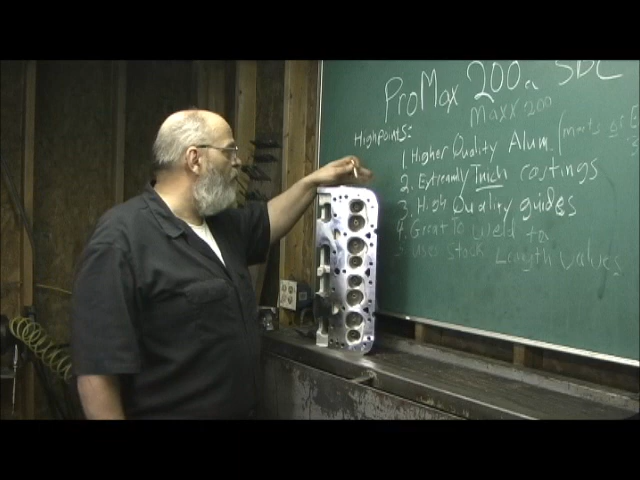 ProMax 200cc SBC
Maxx 200
HighPoints:
1. Higher Quality Alum.
2. Extreamly Thick castings
3. High Quality guides
4. Great To weld to
5. uses Stock Length valves